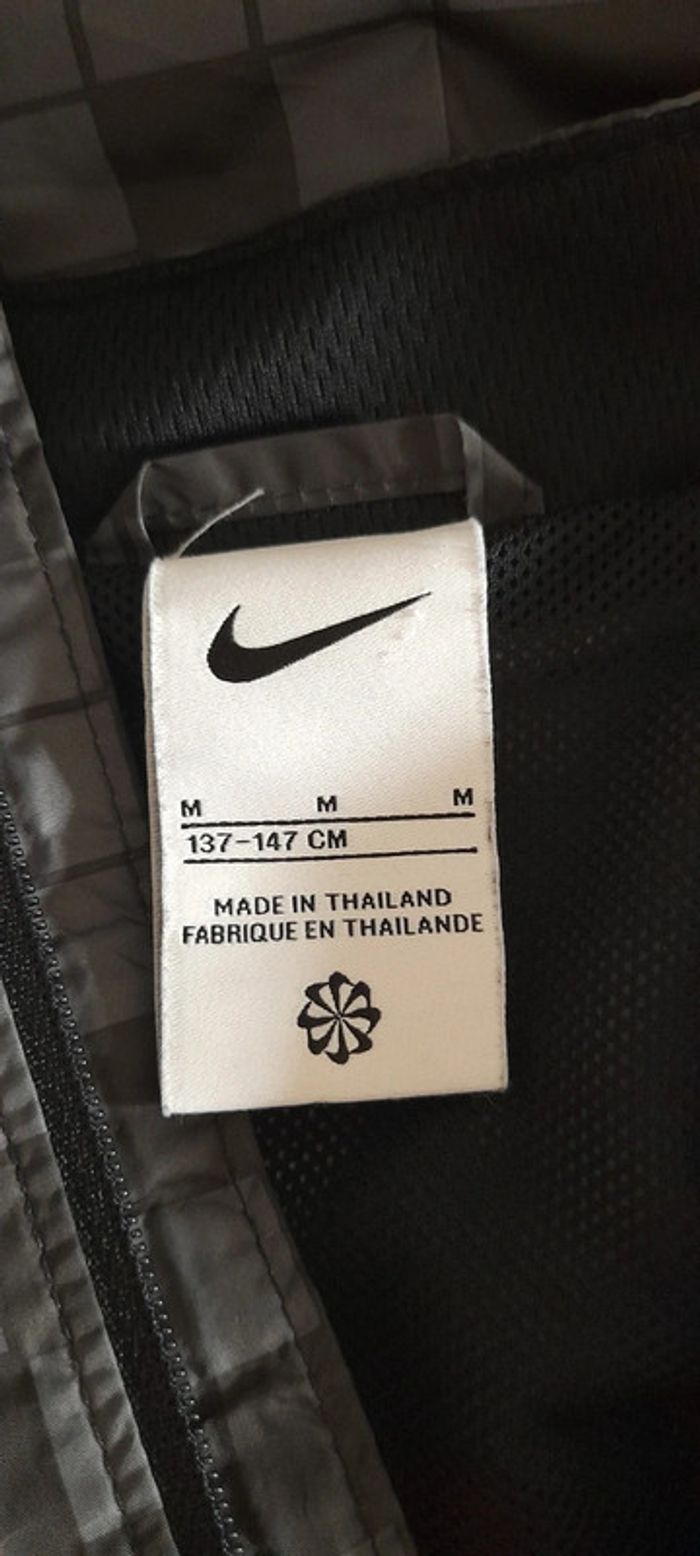 M M M
137-147 CM
MADE IN THAILAND
FABRIQUE EN THAILANDE